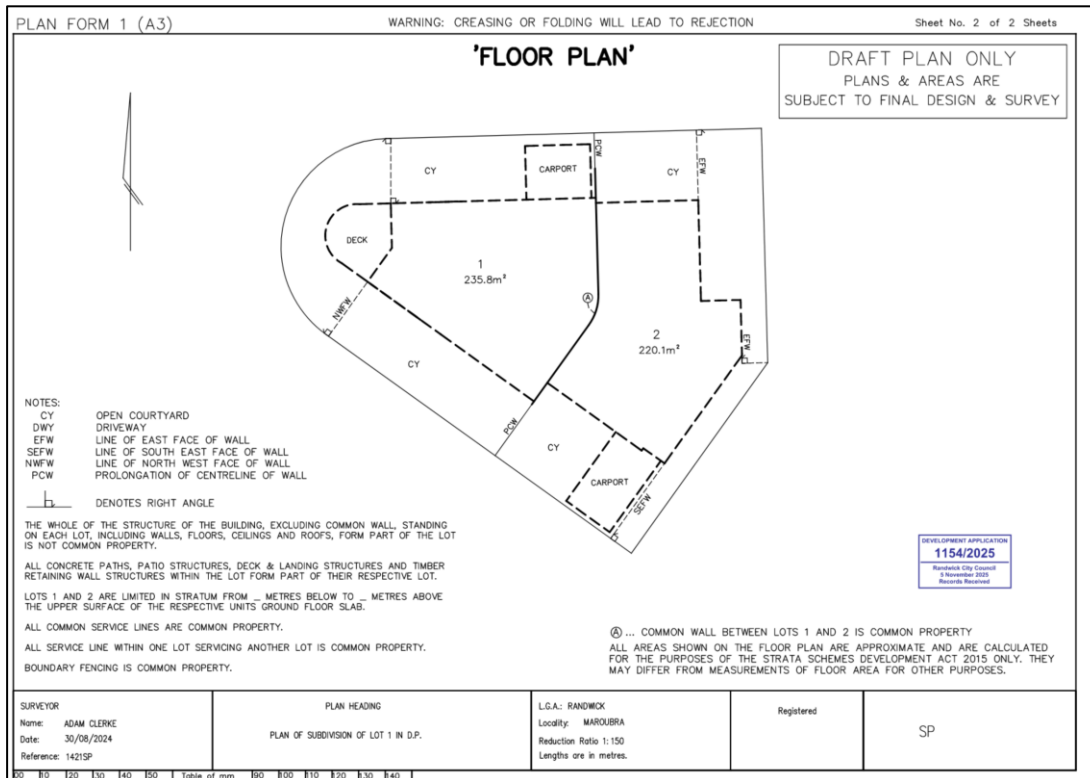 PLAN FORM 1 (A3)
WARNING: CREASING OR FOLDING WILL LEAD TO REJECTION
Sheet No. 2 of 2 Sheets
'FLOOR PLAN'
DRAFT PLAN ONLY
PLANS & AREAS ARE
SUBJECT TO FINAL DESIGN & SURVEY
CY
CARPORT
PCW
CY
EFW
DECK
1
235.8m²
A
NWFW
2
220.1m²
EFW
CY
PCW
CY
CARPORT
SEFW
NOTES:
CY OPEN COURTYARD
DWY DRIVEWAY
EFW LINE OF EAST FACE OF WALL
SEFW LINE OF SOUTH EAST FACE OF WALL
NWFW LINE OF NORTH WEST FACE OF WALL
PCW PROLONGATION OF CENTRELINE OF WALL
DENOTES RIGHT ANGLE
THE WHOLE OF THE STRUCTURE OF THE BUILDING, EXCLUDING COMMON WALL, STANDING
ON EACH LOT, INCLUDING WALLS, FLOORS, CEILINGS AND ROOFS, FORM PART OF THE LOT
IS NOT COMMON PROPERTY.
ALL CONCRETE PATHS, PATIO STRUCTURES, DECK & LANDING STRUCTURES AND TIMBER
RETAINING WALL STRUCTURES WITHIN THE LOT FORM PART OF THEIR RESPECTIVE LOT.
LOTS 1 AND 2 ARE LIMITED IN STRATUM FROM _ METRES BELOW TO _ METRES ABOVE
THE UPPER SURFACE OF THE RESPECTIVE UNITS GROUND FLOOR SLAB.
ALL COMMON SERVICE LINES ARE COMMON PROPERTY.
ALL SERVICE LINE WITHIN ONE LOT SERVICING ANOTHER LOT IS COMMON PROPERTY.
BOUNDARY FENCING IS COMMON PROPERTY.
DEVELOPMENT APPLICATION
1154/2025
Randwick City Council
5 November 2025
Records Received
A ... COMMON WALL BETWEEN LOTS 1 AND 2 IS COMMON PROPERTY
ALL AREAS SHOWN ON THE FLOOR PLAN ARE APPROXIMATE AND ARE CALCULATED
FOR THE PURPOSES OF THE STRATA SCHEMES DEVELOPMENT ACT 2015 ONLY. THEY
MAY DIFFER FROM MEASUREMENTS OF FLOOR AREA FOR OTHER PURPOSES.
SURVEYOR
Name: ADAM CLERKE
Date: 30/08/2024
Reference: 1421SP
PLAN HEADING
PLAN OF SUBDIVISION OF LOT 1 IN D.P.
L.G.A.: RANDWICK
Locality: MAROUBRA
Reduction Ratio 1:150
Lengths are in metres.
Registered
SP
00 10 20 30 40 50 Table of mm 90 100 110 120 130 140